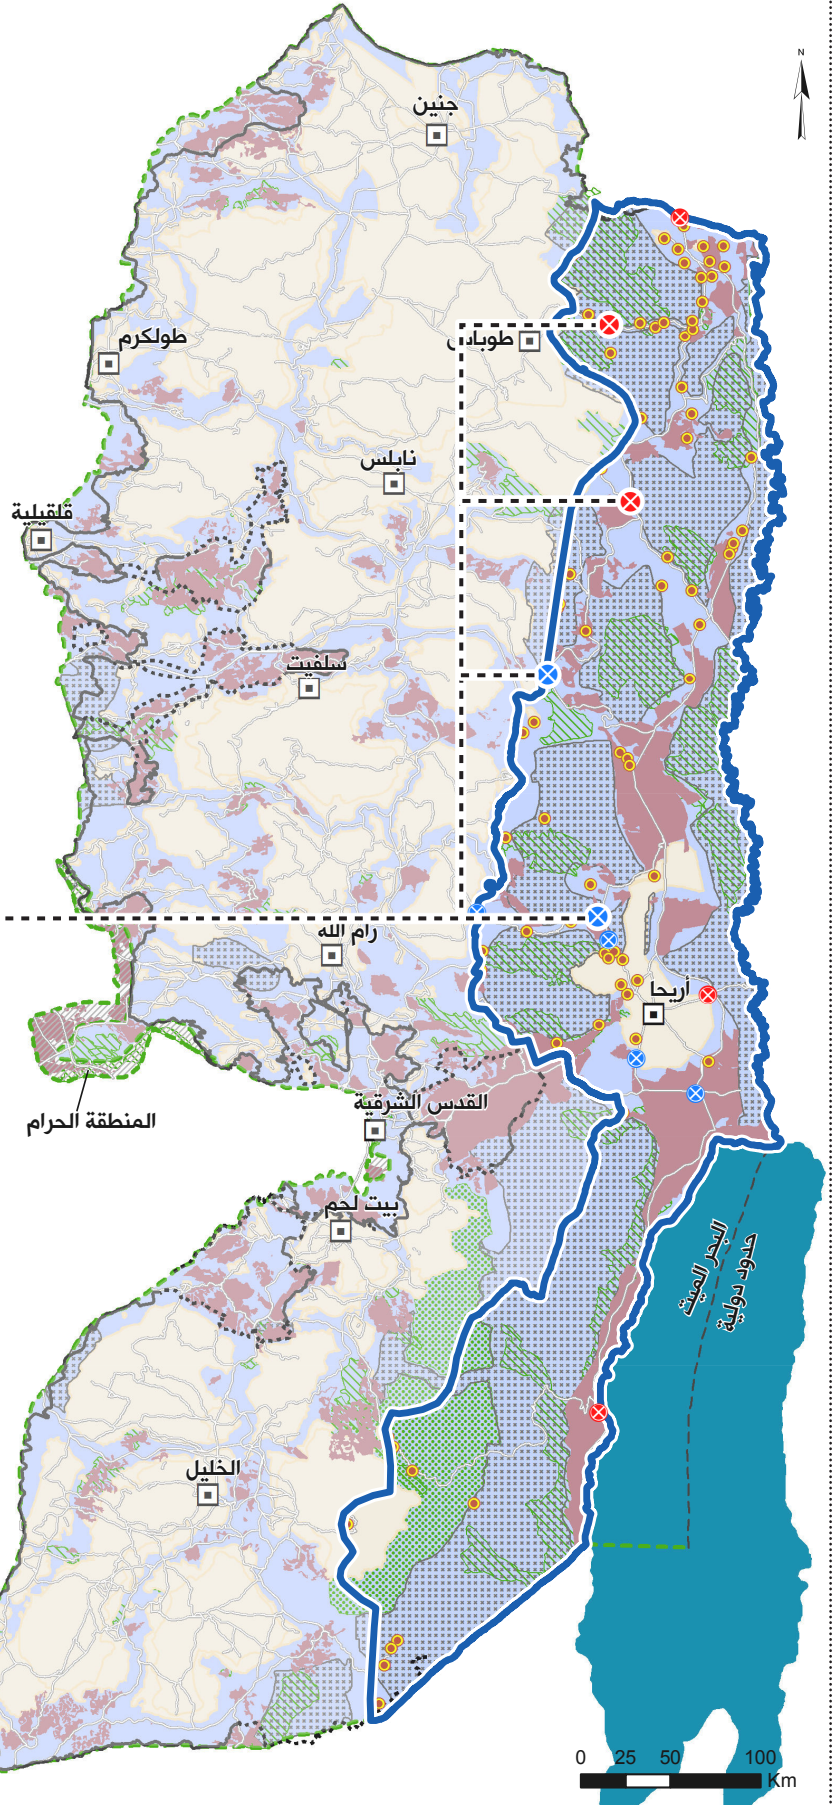 N
جنين
طولكرم
طوباس
نابلس
قلقيلية
سلفيت
رام الله
أريحا
المنطقة الحرام
القدس الشرقية
بيت لحم
البحر الميت
حدود دولية
الخليل
0 25 50 100
Km